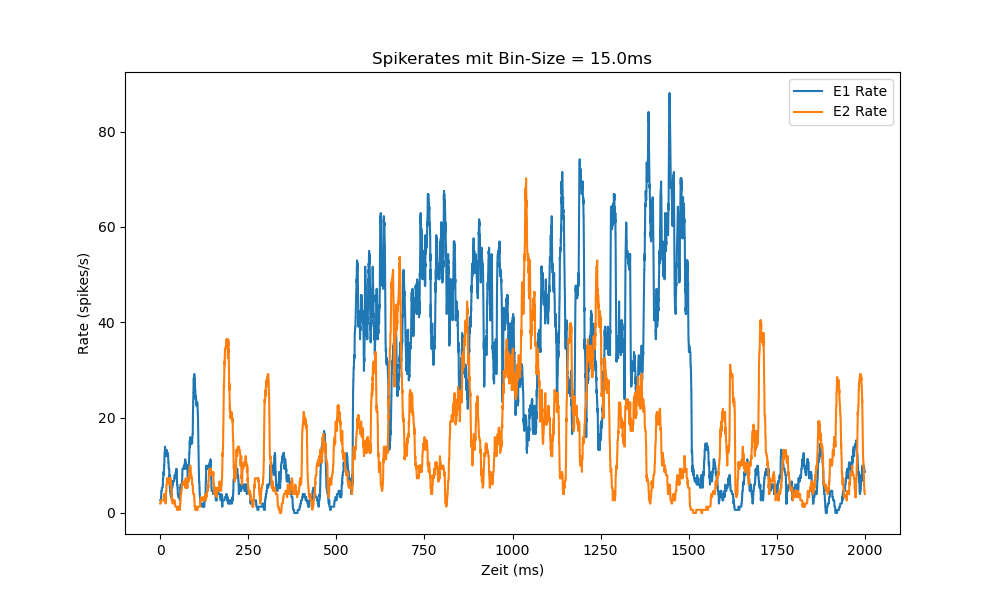 Spikerates mit Bin-Size = 15.0ms
E1 Rate
E2 Rate
Rate (spikes/s)
80
60
40
20
0
0 250 500 750 1000 1250 1500 1750 2000
Zeit (ms)